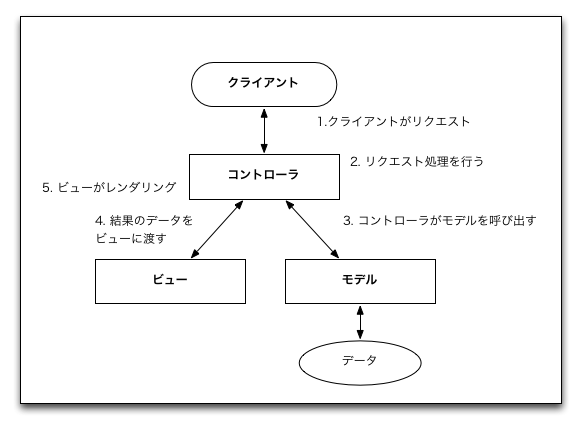 クライアント
1.クライアントがリクエスト
コントローラ
2. リクエスト処理を行う
5. ビューがレンダリング
4. 結果のデータを
ビューに渡す
3. コントローラがモデルを呼び出す
ビュー
モデル
データ